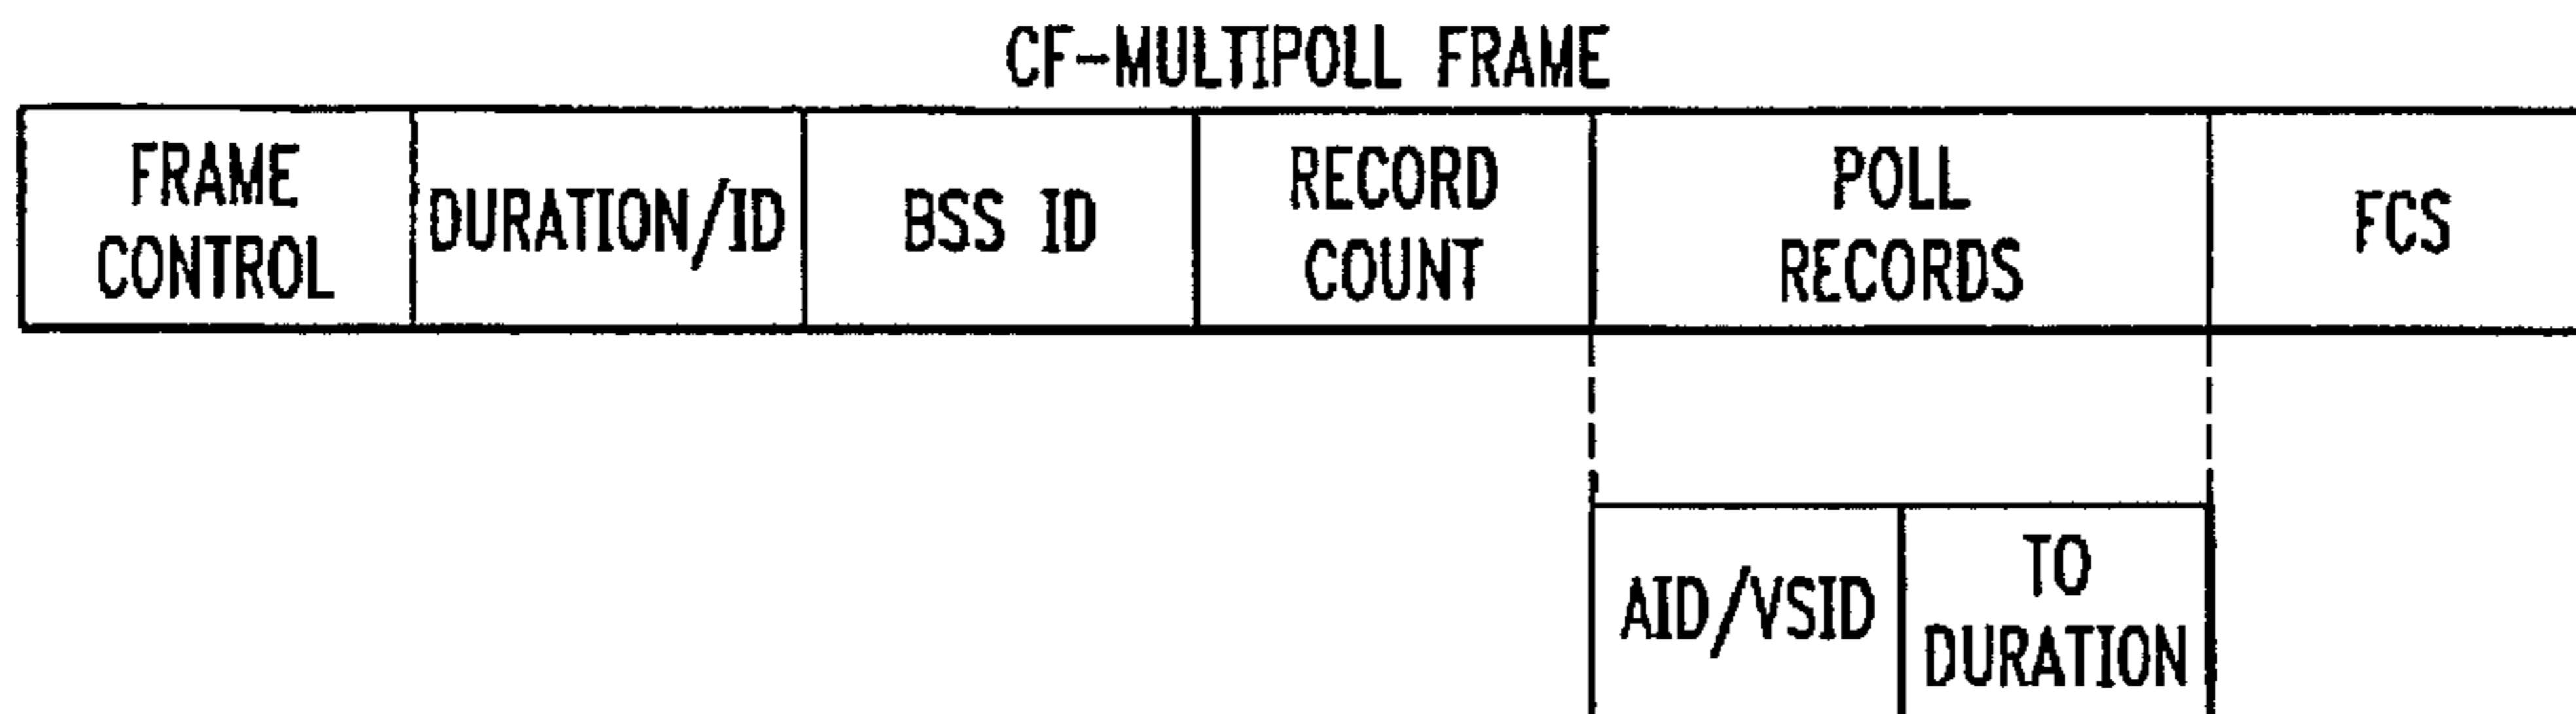 CF-MULTIPOLL FRAME
FRAME
CONTROL
DURATION/ID
BSS ID
RECORD
COUNT
POLL
RECORDS
FCS
AID/VSID
TO
DURATION